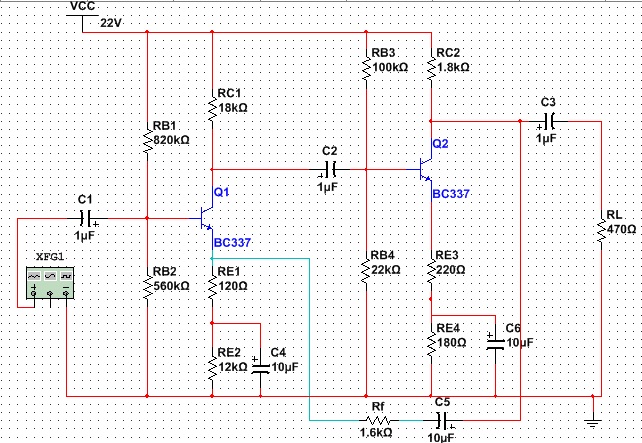 VCC
22V
RB3
100kΩ
RC2
1.8kΩ
RC1
18kΩ
C3
1µF
RB1
820kΩ
C2
1µF
Q2
BC337
Q1
BC337
C1
1µF
RL
470Ω
XFG1
RB2
560kΩ
RE1
120Ω
RB4
22kΩ
RE3
220Ω
RE2
12kΩ
C4
10µF
RE4
180Ω
C6
10µF
Rf
1.6kΩ
C5
10µF